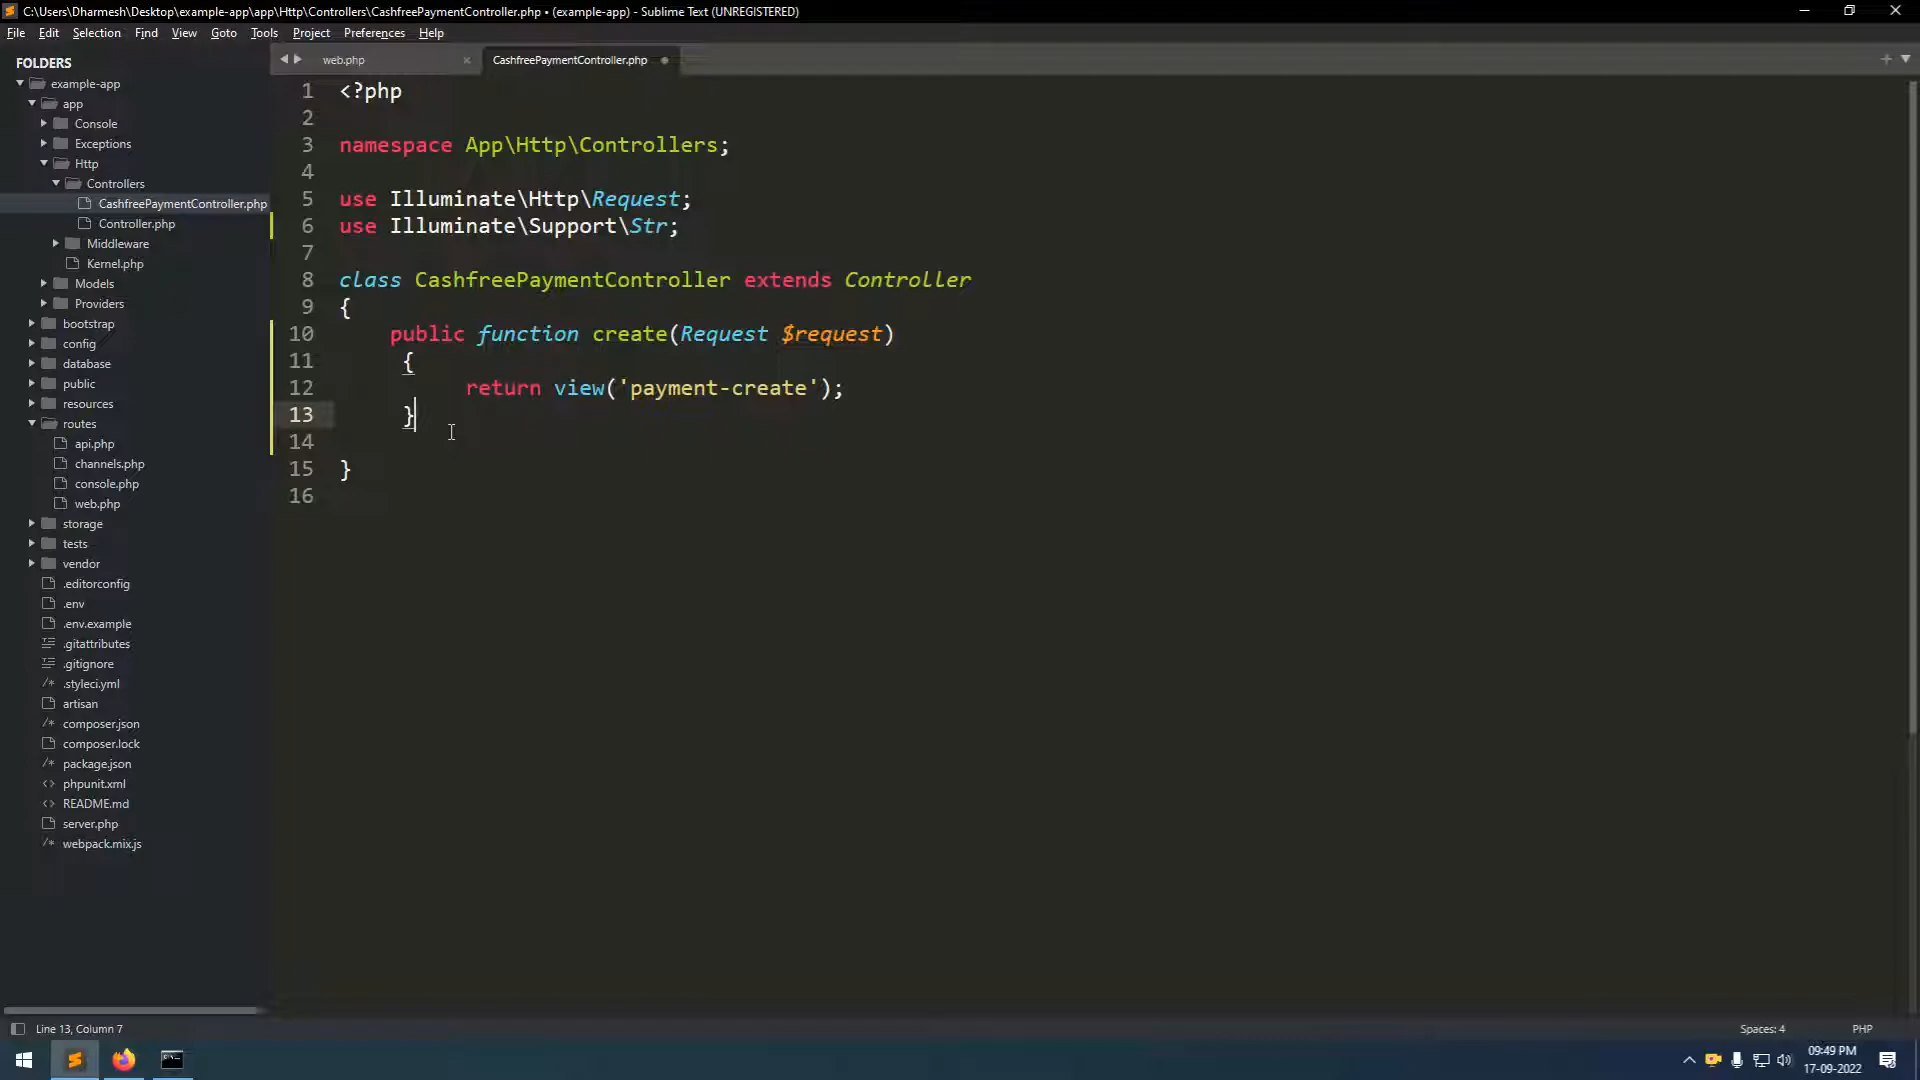 C:\Users\Dharmesh\Desktop\example-app\app\Http\Controllers\CashfreePaymentController.php • (example-app) - Sublime Text (UNREGISTERED)
File Edit Selection Find View Goto Tools Project Preferences Help
FOLDERS
example-app
app
Console
Exceptions
Http
Controllers
CashfreePaymentController.php
Controller.php
Middleware
Kernel.php
Models
Providers
bootstrap
config
database
public
resources
routes
api.php
channels.php
console.php
web.php
storage
tests
vendor
.editorconfig
.env
.env.example
.gitattributes
.gitignore
.styleci.yml
artisan
composer.json
composer.lock
package.json
phpunit.xml
README.md
server.php
webpack.mix.js
web.php CashfreePaymentController.php
1 <?php
2
3 namespace App\Http\Controllers;
4
5 use Illuminate\Http\Request;
6 use Illuminate\Support\Str;
7
8 class CashfreePaymentController extends Controller
9 {
10 public function create(Request $request)
11 {
12 return view('payment-create');
13 }
14
15 }
16
Line 13, Column 7
Spaces: 4 PHP
09:49 PM
17-09-2022